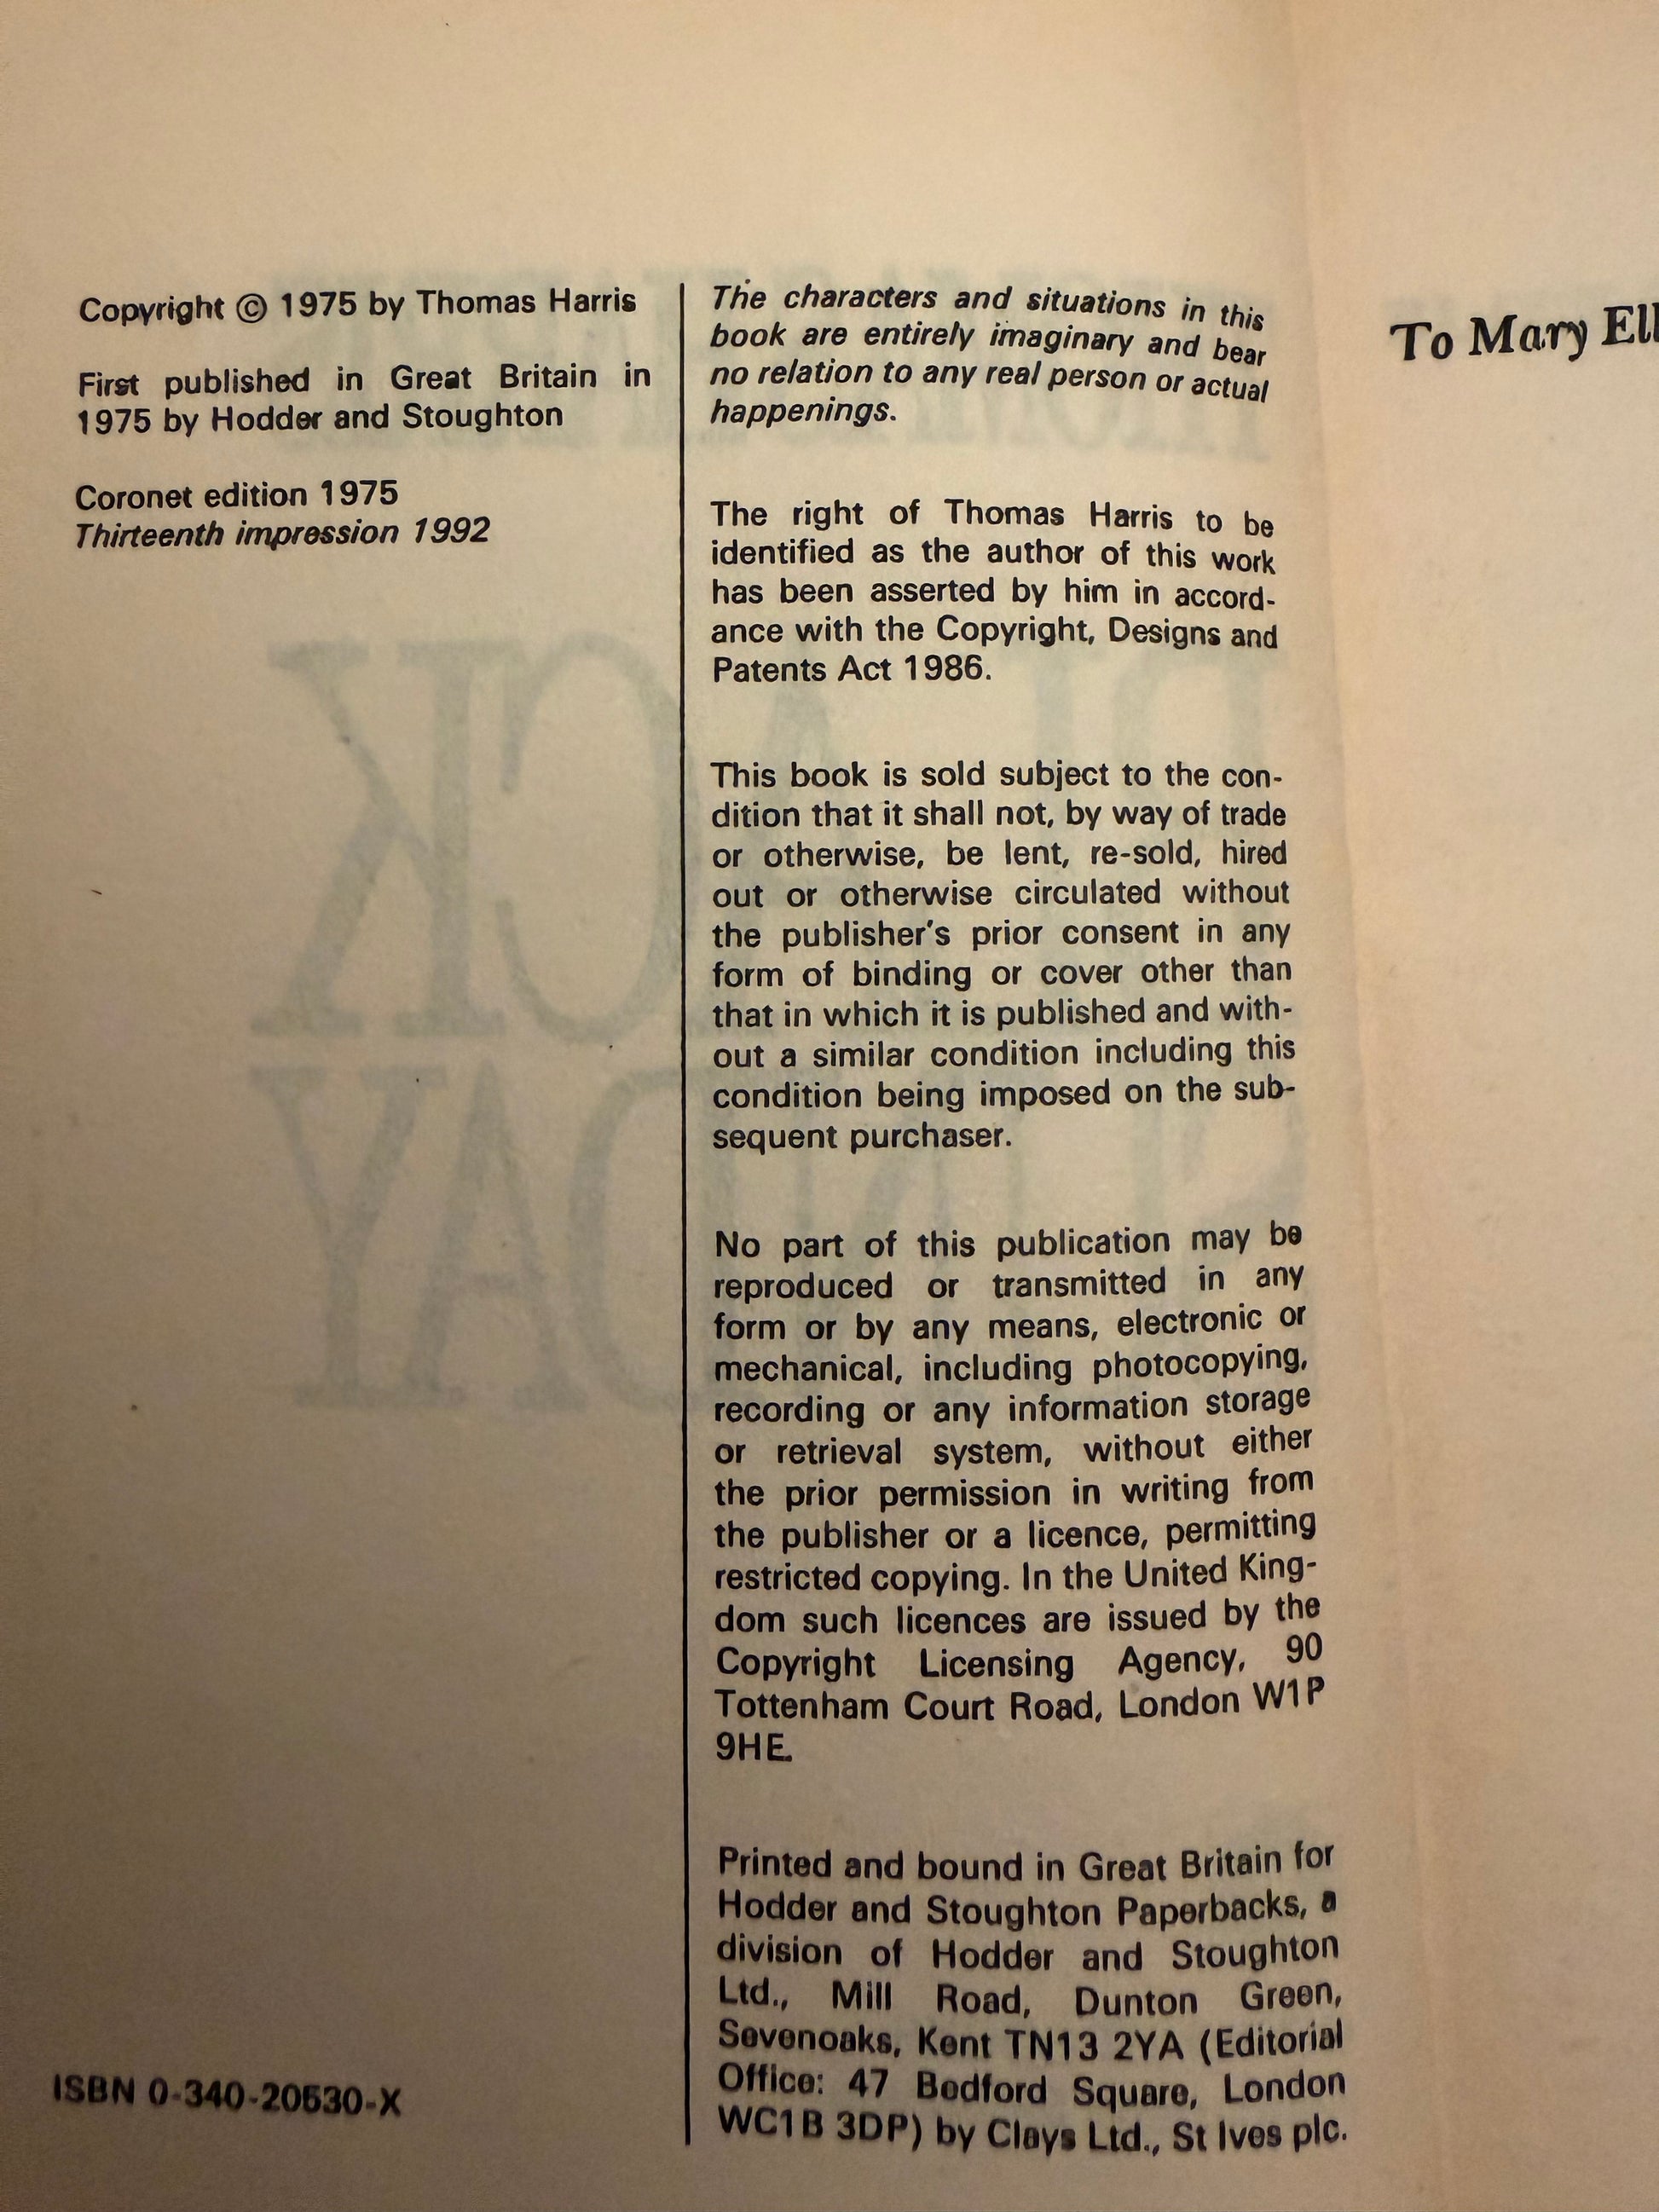 Copyright © 1975 by Thomas Harris
First published in Great Britain in
1975 by Hodder and Stoughton
Coronet edition 1975
Thirteenth impression 1992
ISBN 0-340-20530-X
The characters and situations in this
book are entirely imaginary and bear
no relation to any real person or actual
happenings.
The right of Thomas Harris to be
identified as the author of this work
has been asserted by him in accord-
ance with the Copyright, Designs and
Patents Act 1986.
This book is sold subject to the con-
dition that it shall not, by way of trade
or otherwise, be lent, re-sold, hired
out or otherwise circulated without
the publisher's prior consent in any
form of binding or cover other than
that in which it is published and with-
out a similar condition including this
condition being imposed on the sub-
sequent purchaser.
No part of this publication may be
reproduced or transmitted in any
form or by any means, electronic or
mechanical, including photocopying,
recording or any information storage
or retrieval system, without either
the prior permission in writing from
the publisher or a licence, permitting
restricted copying. In the United King-
dom such licences are issued by the
Copyright Licensing Agency, 90
Tottenham Court Road, London W1P
9HE.
Printed and bound in Great Britain for
Hodder and Stoughton Paperbacks, a
division of Hodder and Stoughton
Ltd., Mill Road, Dunton Green,
Sevenoaks, Kent TN13 2YA (Editorial
Office: 47 Bedford Square, London
WC1B 3DP) by Clays Ltd., St Ives plc.
To Mary